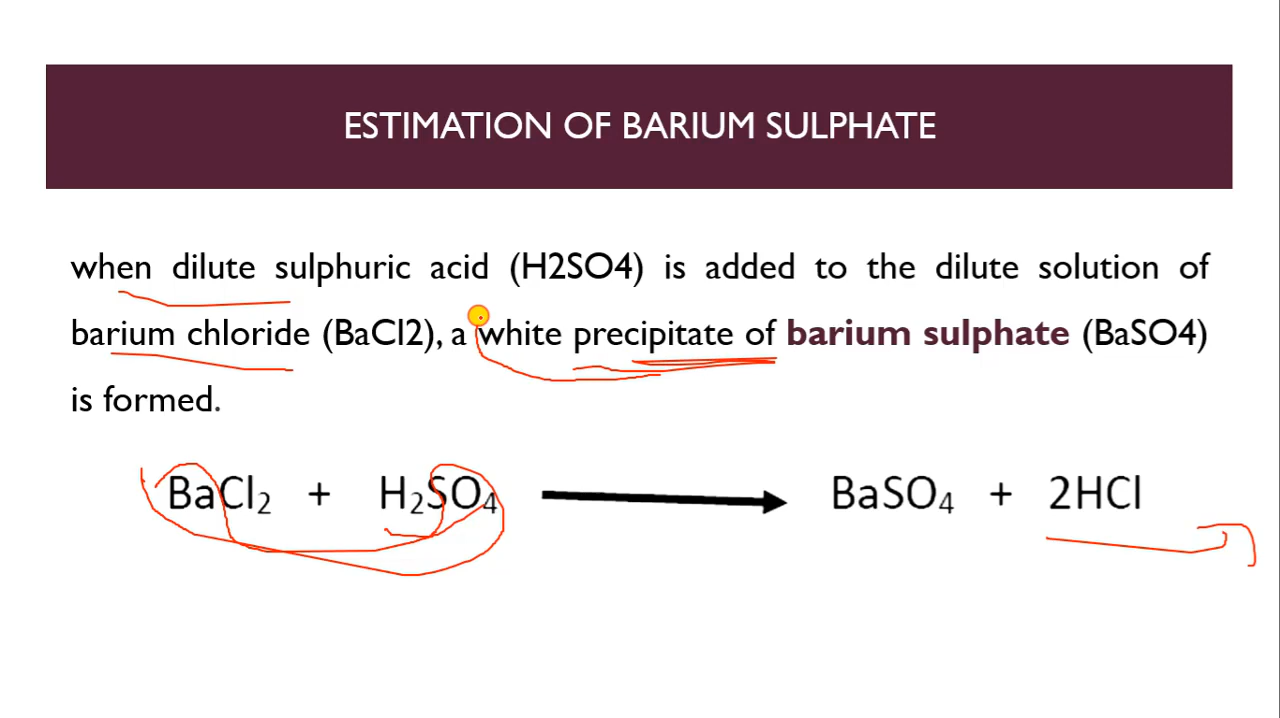 ESTIMATION OF BARIUM SULPHATE
when dilute sulphuric acid (H2SO4) is added to the dilute solution of
barium chloride (BaCl2), a white precipitate of barium sulphate (BaSO4)
is formed.
BaCl₂ + H₂SO₄ ⟶ BaSO₄ + 2HCl